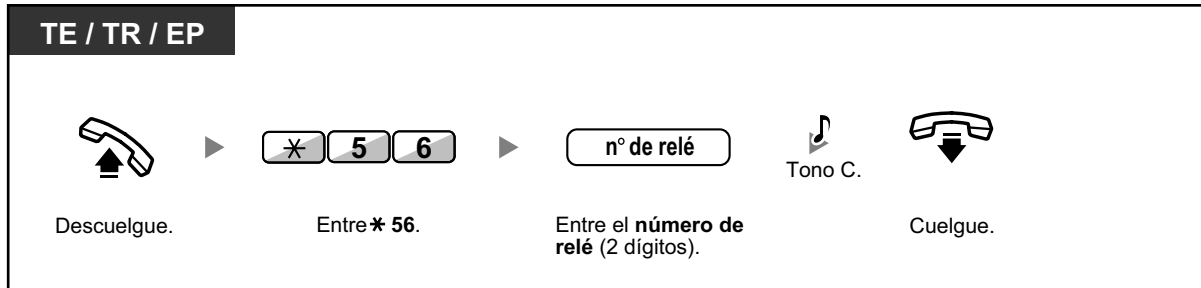 TE / TR / EP
* 5 6
n° de relé
Tono C.
Descuelgue.
Entre * 56.
Entre el número de
relé (2 dígitos).
Cuelgue.